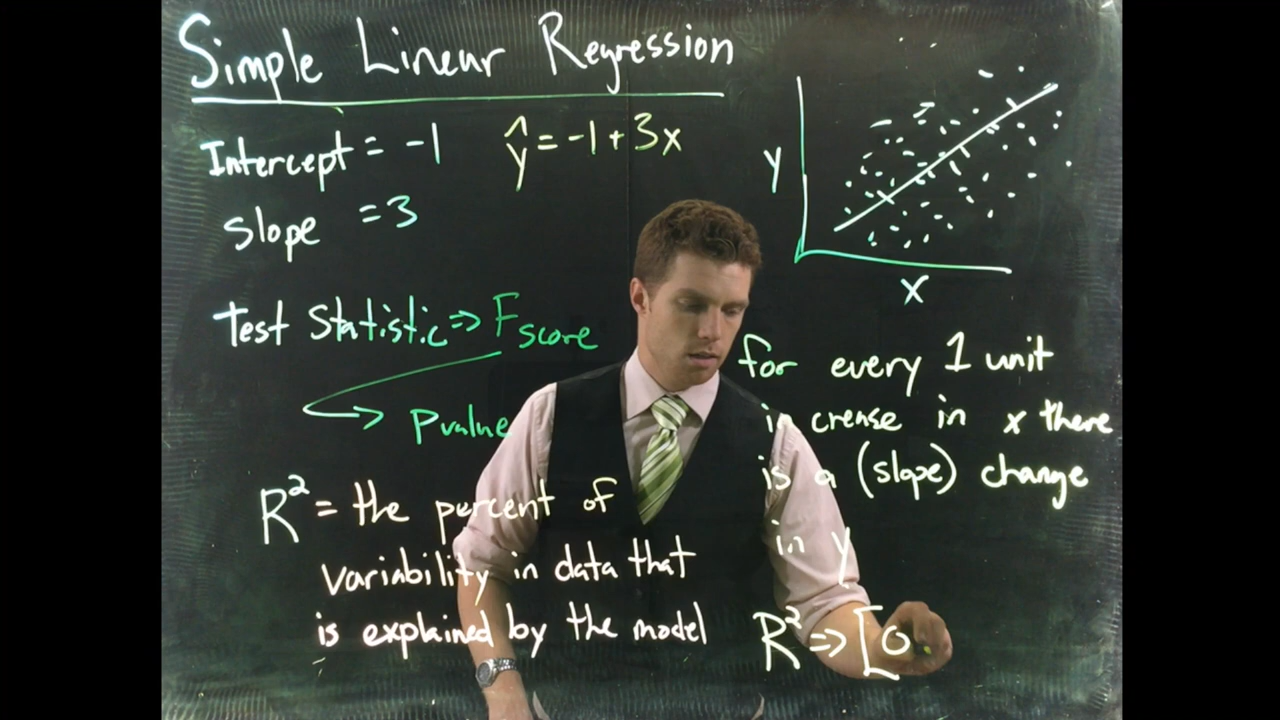 Simple Linear Regression
Intercept = -1
ŷ = -1 + 3x
slope = 3
y
x
Test Statistic ⇒ F score
pvalue
R² = the percent of
variability in data that
is explained by the model
for every 1 unit
increase in x there
is a (slope) change
in y
R² ⇒ [0